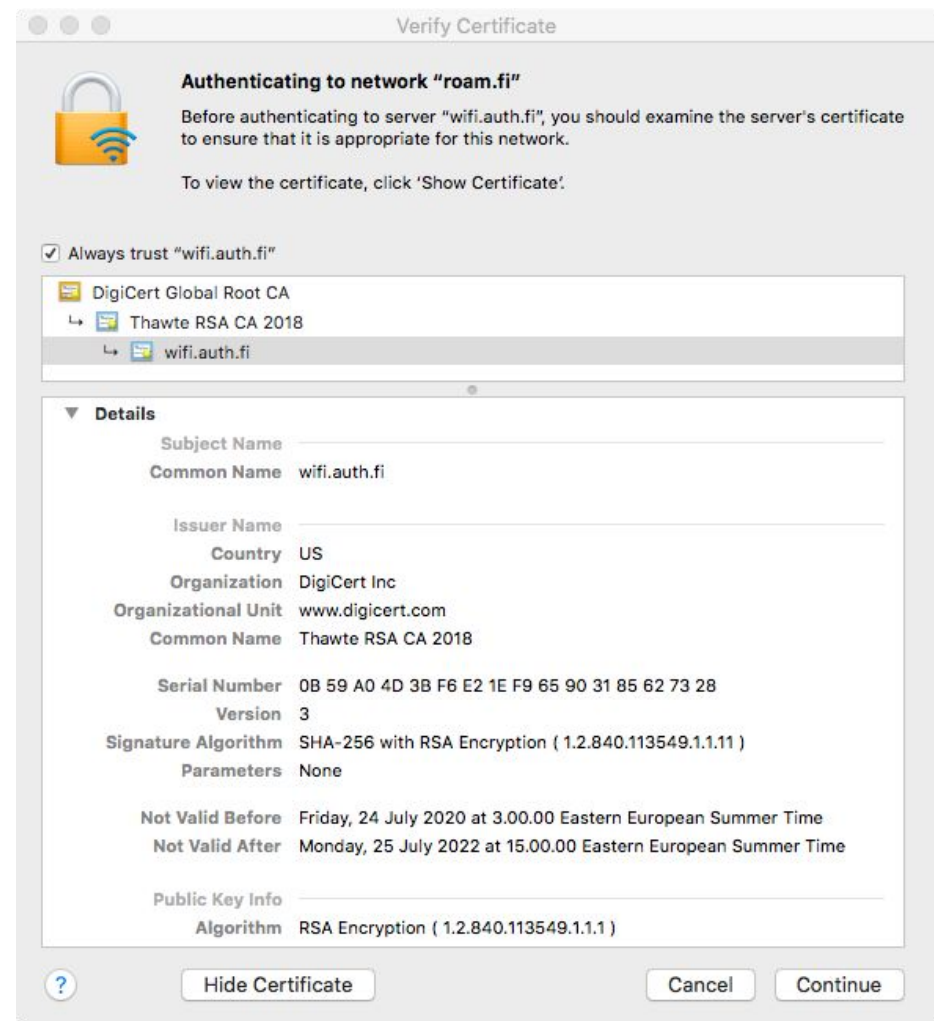 Verify Certificate
Authenticating to network “roam.fi”
Before authenticating to server “wifi.auth.fi”, you should examine the server's certificate
to ensure that it is appropriate for this network.
To view the certificate, click ‘Show Certificate’.
Always trust “wifi.auth.fi”
DigiCert Global Root CA
Thawte RSA CA 2018
wifi.auth.fi
Details
Subject Name
Common Name wifi.auth.fi
Issuer Name
Country US
Organization DigiCert Inc
Organizational Unit www.digicert.com
Common Name Thawte RSA CA 2018
Serial Number 0B 59 A0 4D 3B F6 E2 1E F9 65 90 31 85 62 73 28
Version 3
Signature Algorithm SHA-256 with RSA Encryption ( 1.2.840.113549.1.1.11 )
Parameters None
Not Valid Before Friday, 24 July 2020 at 3.00.00 Eastern European Summer Time
Not Valid After Monday, 25 July 2022 at 15.00.00 Eastern European Summer Time
Public Key Info
Algorithm RSA Encryption ( 1.2.840.113549.1.1.1 )
? Hide Certificate Cancel Continue